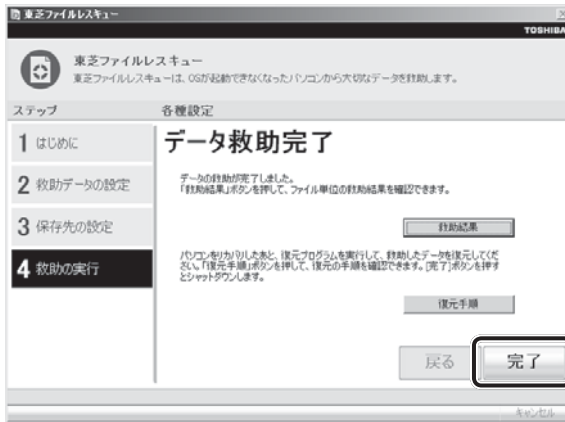 東芝ファイルレスキュー
TOSHIBA
東芝ファイルレスキュー
東芝ファイルレスキューは、OSが起動できなくなったパソコンから大切なデータを救助します。
ステップ
各種設定
1 はじめに
2 救助データの設定
3 保存先の設定
4 救助の実行
データ救助完了
データの救助が完了しました。
「救助結果」ボタンを押して、ファイル単位の救助結果を確認できます。
救助結果
パソコンをリカバリしたあと、復元プログラムを実行して、救助したデータを復元してくだ
さい。「復元手順」ボタンを押して、復元の手順を確認できます。[完了]ボタンを押す
とシャットダウンします。
復元手順
戻る
完了
キャンセル